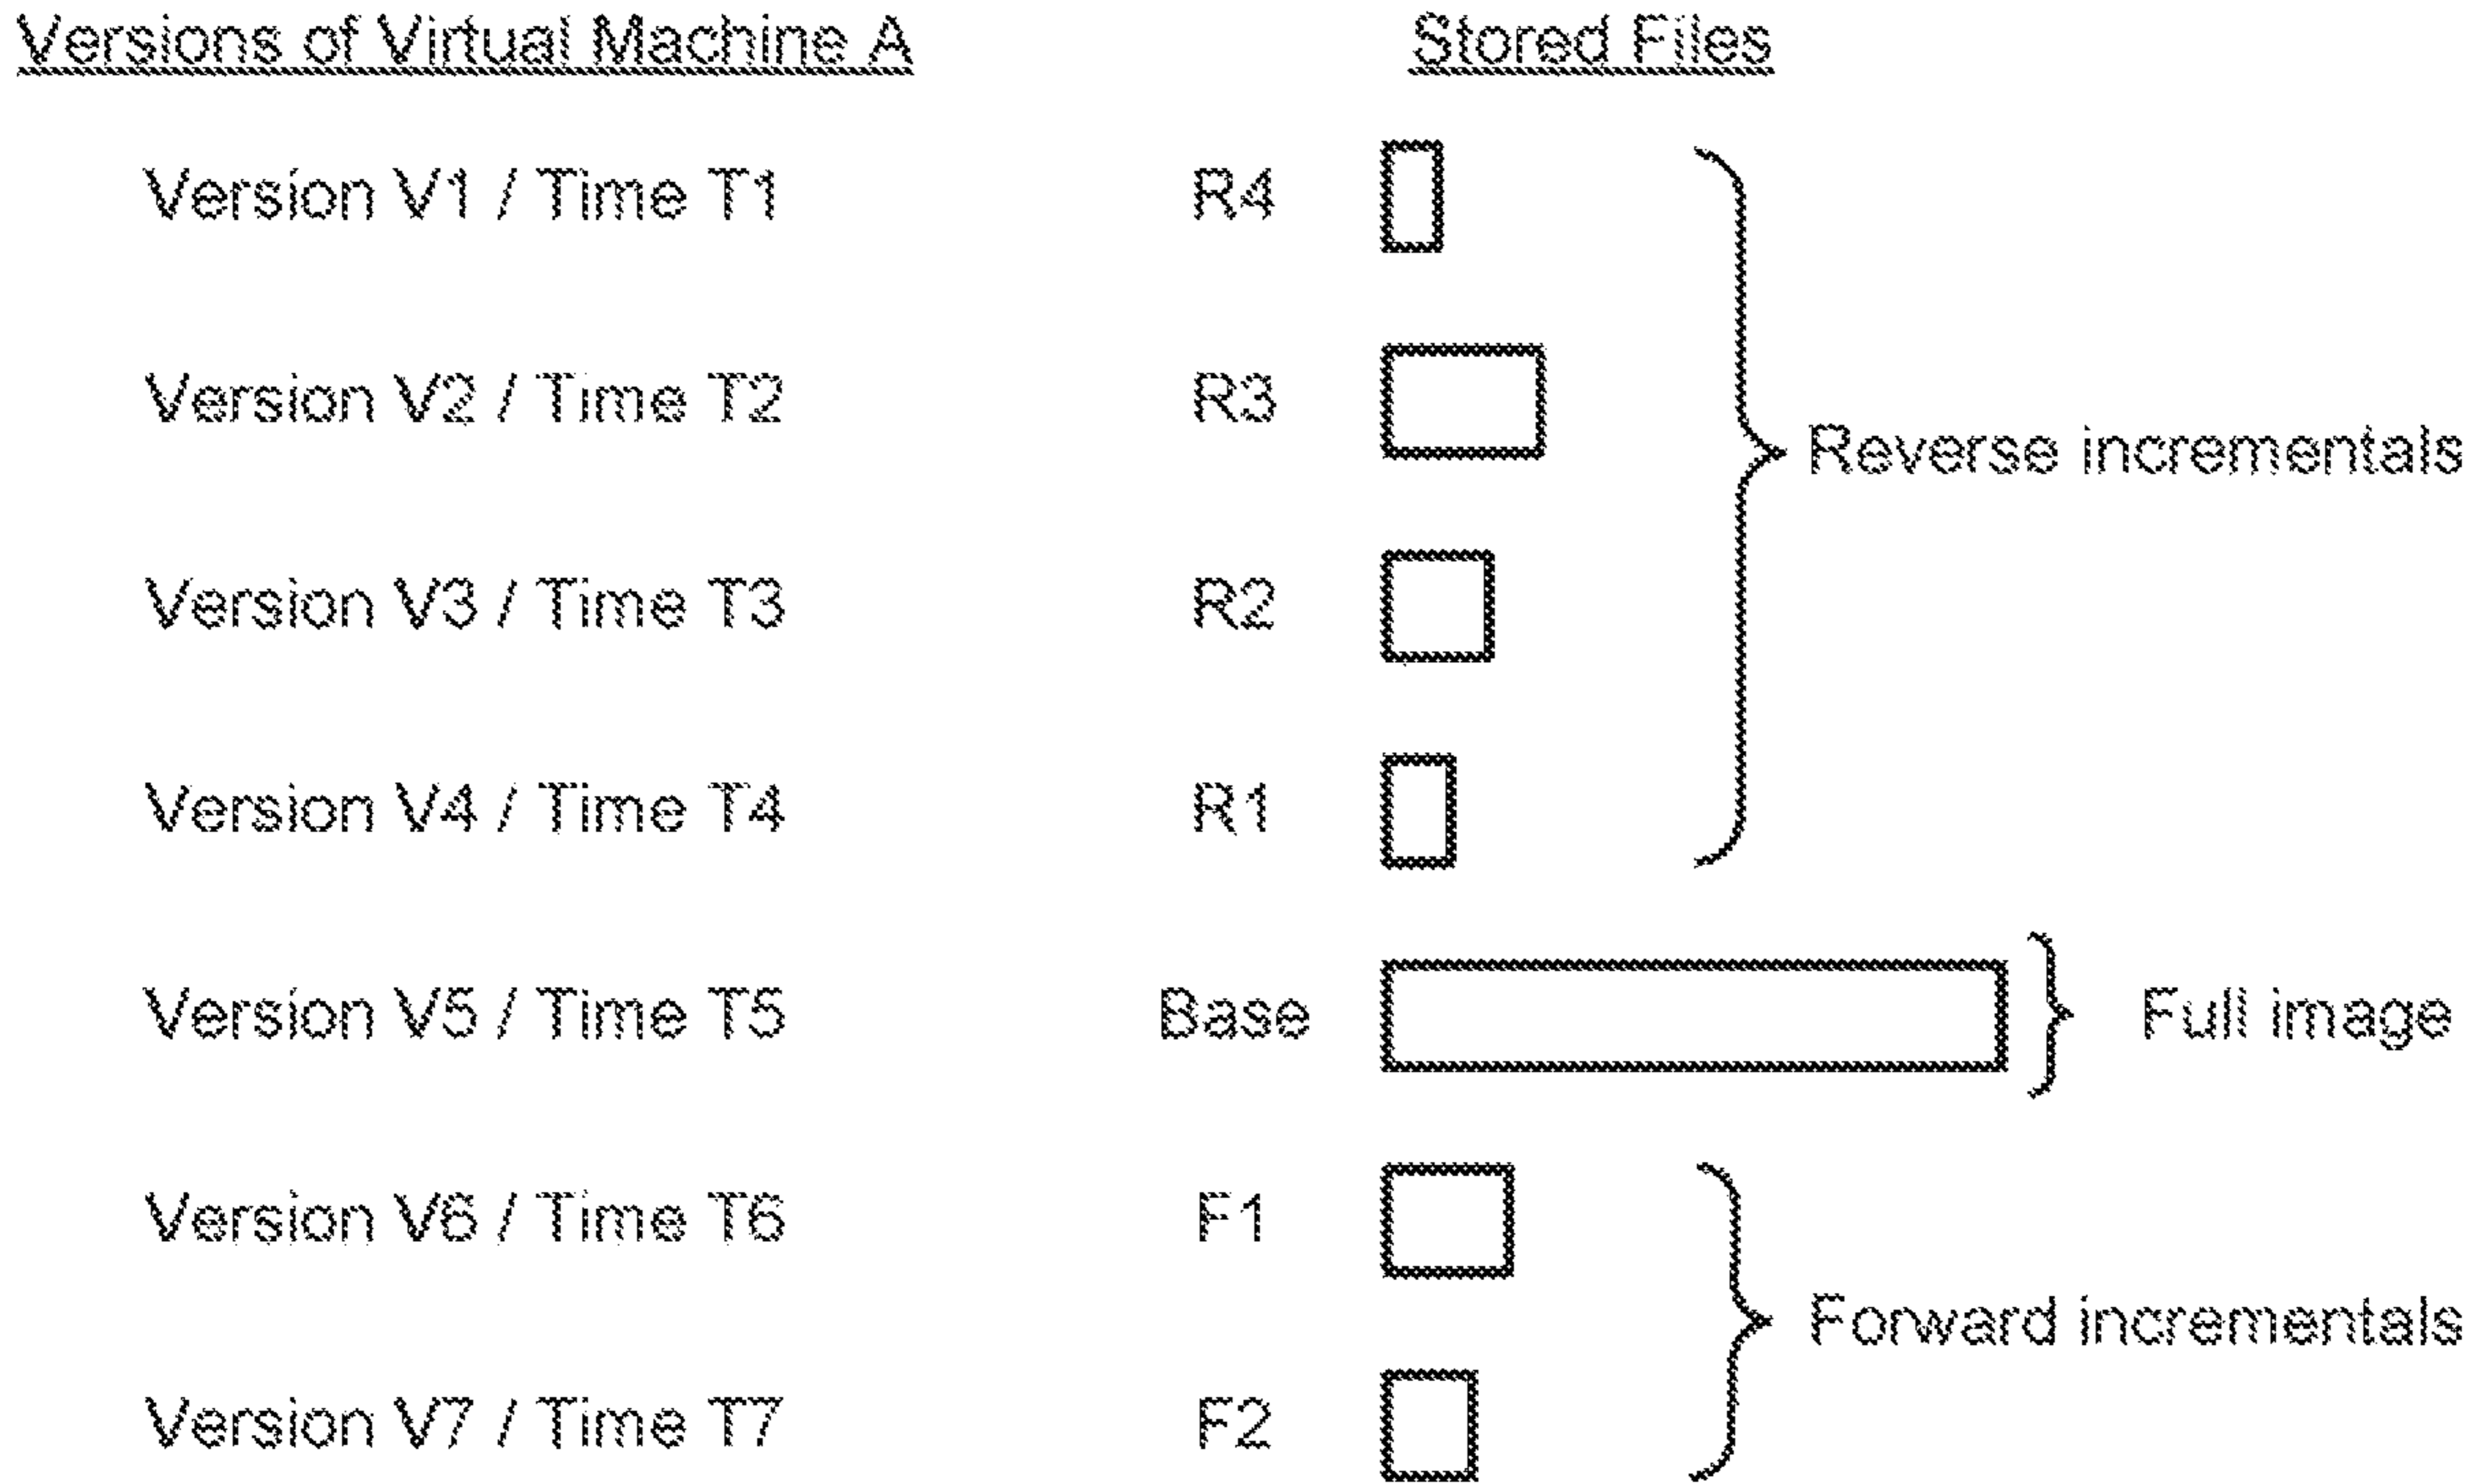 Versions of Virtual Machine A Stored Files
Version V1 / Time T1 R4
Version V2 / Time T2 R3
Reverse incrementals
Version V3 / Time T3 R2
Version V4 / Time T4 R1
Version V5 / Time T5 Base Full image
Version V6 / Time T6 F1
Forward incrementals
Version V7 / Time T7 F2